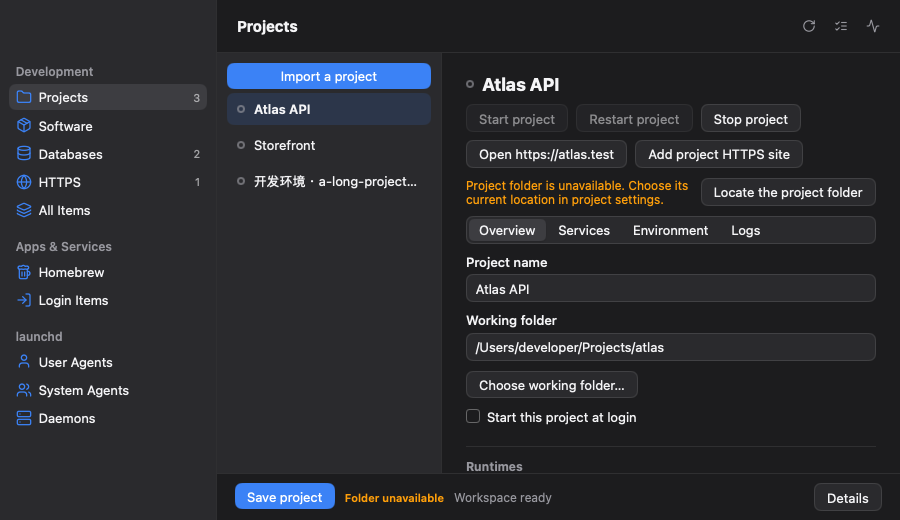 Projects
Development
Projects 3
Software
Databases 2
HTTPS 1
All Items
Apps & Services
Homebrew
Login Items
launchd
User Agents
System Agents
Daemons
Import a project
Atlas API
Storefront
开发环境 · a-long-project...
Atlas API
Start project Restart project Stop project
Open https://atlas.test Add project HTTPS site
Project folder is unavailable. Choose its
current location in project settings.
Locate the project folder
Overview Services Environment Logs
Project name
Atlas API
Working folder
/Users/developer/Projects/atlas
Choose working folder...
Start this project at login
Runtimes
Save project Folder unavailable Workspace ready Details